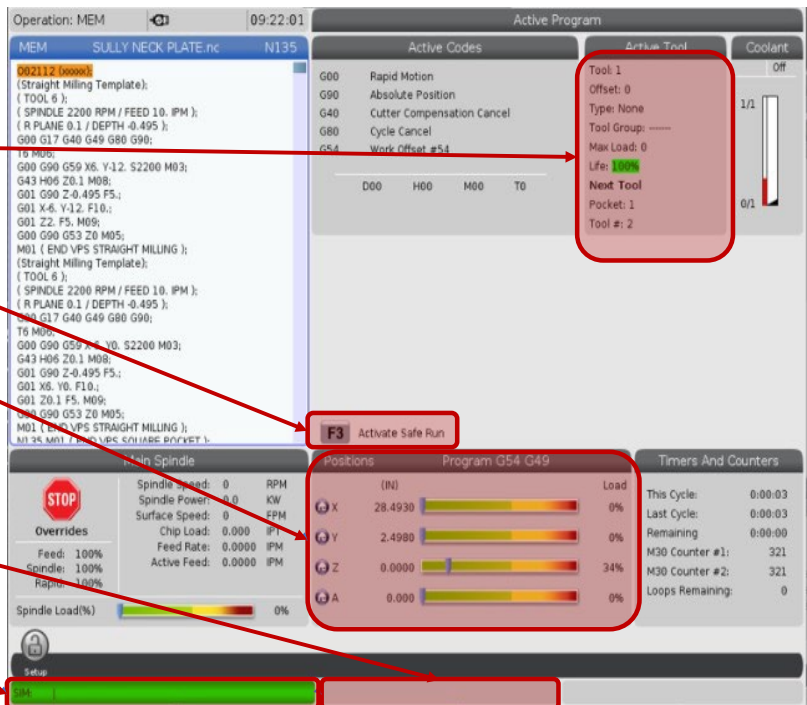 Operation: MEM
09:22:01
Active Program
MEM SULLY NECK PLATE.nc N135
O02112 (xxxxx);
(Straight Milling Template);
( TOOL 6 );
( SPINDLE 2200 RPM / FEED 10. IPM );
( R PLANE 0.1 / DEPTH -0.495 );
G00 G17 G40 G49 G80 G90;
T6 M06;
G00 G90 G59 X6. Y-12. S2200 M03;
G43 H06 Z0.1 M08;
G01 G90 Z-0.495 F5.;
G01 X-6. Y-12. F10.;
G01 Z2. F5. M09;
G00 G90 G53 Z0 M05;
M01 ( END VPS STRAIGHT MILLING );
(Straight Milling Template);
( TOOL 6 );
( SPINDLE 2200 RPM / FEED 10. IPM );
( R PLANE 0.1 / DEPTH -0.495 );
G00 G17 G40 G49 G80 G90;
T6 M06;
G00 G90 G59 X-6. Y0. S2200 M03;
G43 H06 Z0.1 M08;
G01 G90 Z-0.495 F5.;
G01 X6. Y0. F10.;
G01 Z0.1 F5. M09;
G00 G90 G53 Z0 M05;
M01 ( END VPS STRAIGHT MILLING );
N135 M01 ( END VPS SQUARE POCKET );
Active Codes
G00 Rapid Motion
G90 Absolute Position
G40 Cutter Compensation Cancel
G80 Cycle Cancel
G54 Work Offset #54
D00 H00 M00 T0
Active Tool
Tool: 1
Offset: 0
Type: None
Tool Group: ------
Max Load: 0
Life: 100%
Next Tool
Pocket: 1
Tool #: 2
Coolant
Off
1/1
0/1
F3 Activate Safe Run
Main Spindle
STOP
Overrides
Feed: 100%
Spindle: 100%
Rapid: 100%
Spindle Speed: 0 RPM
Spindle Power: 0.0 KW
Surface Speed: 0 FPM
Chip Load: 0.000 IPT
Feed Rate: 0.0000 IPM
Active Feed: 0.0000 IPM
Spindle Load(%) 0%
Positions Program G54 G49
(IN) Load
X 28.4930 0%
Y 2.4980 0%
Z 0.0000 34%
A 0.000 0%
Timers And Counters
This Cycle: 0:00:03
Last Cycle: 0:00:03
Remaining 0:00:00
M30 Counter #1: 321
M30 Counter #2: 321
Loops Remaining: 0
Setup
SIM: